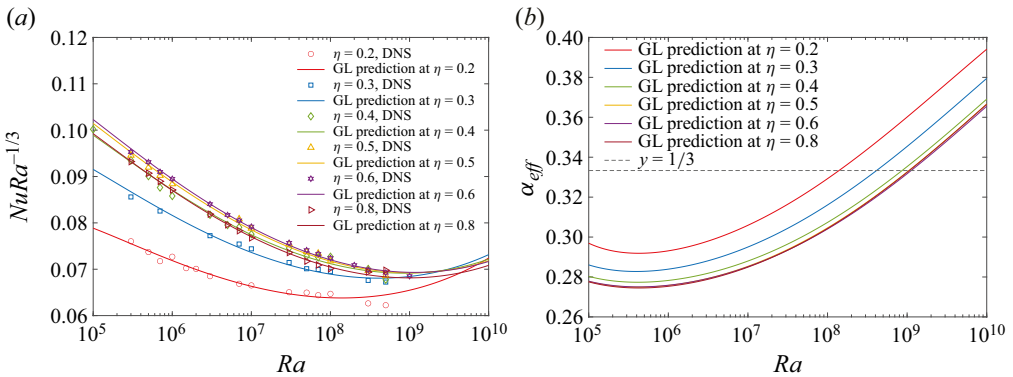 (a)
0.12
0.11
0.10
0.09
0.08
0.07
0.06
NuRa^{-1/3}
η = 0.2, DNS
GL prediction at η = 0.2
η = 0.3, DNS
GL prediction at η = 0.3
η = 0.4, DNS
GL prediction at η = 0.4
η = 0.5, DNS
GL prediction at η = 0.5
η = 0.6, DNS
GL prediction at η = 0.6
η = 0.8, DNS
GL prediction at η = 0.8
10^5 10^6 10^7 10^8 10^9 10^{10}
Ra
(b)
0.40
0.38
0.36
0.34
0.32
0.30
0.28
0.26
α_{eff}
GL prediction at η = 0.2
GL prediction at η = 0.3
GL prediction at η = 0.4
GL prediction at η = 0.5
GL prediction at η = 0.6
GL prediction at η = 0.8
y = 1/3
10^5 10^6 10^7 10^8 10^9 10^{10}
Ra